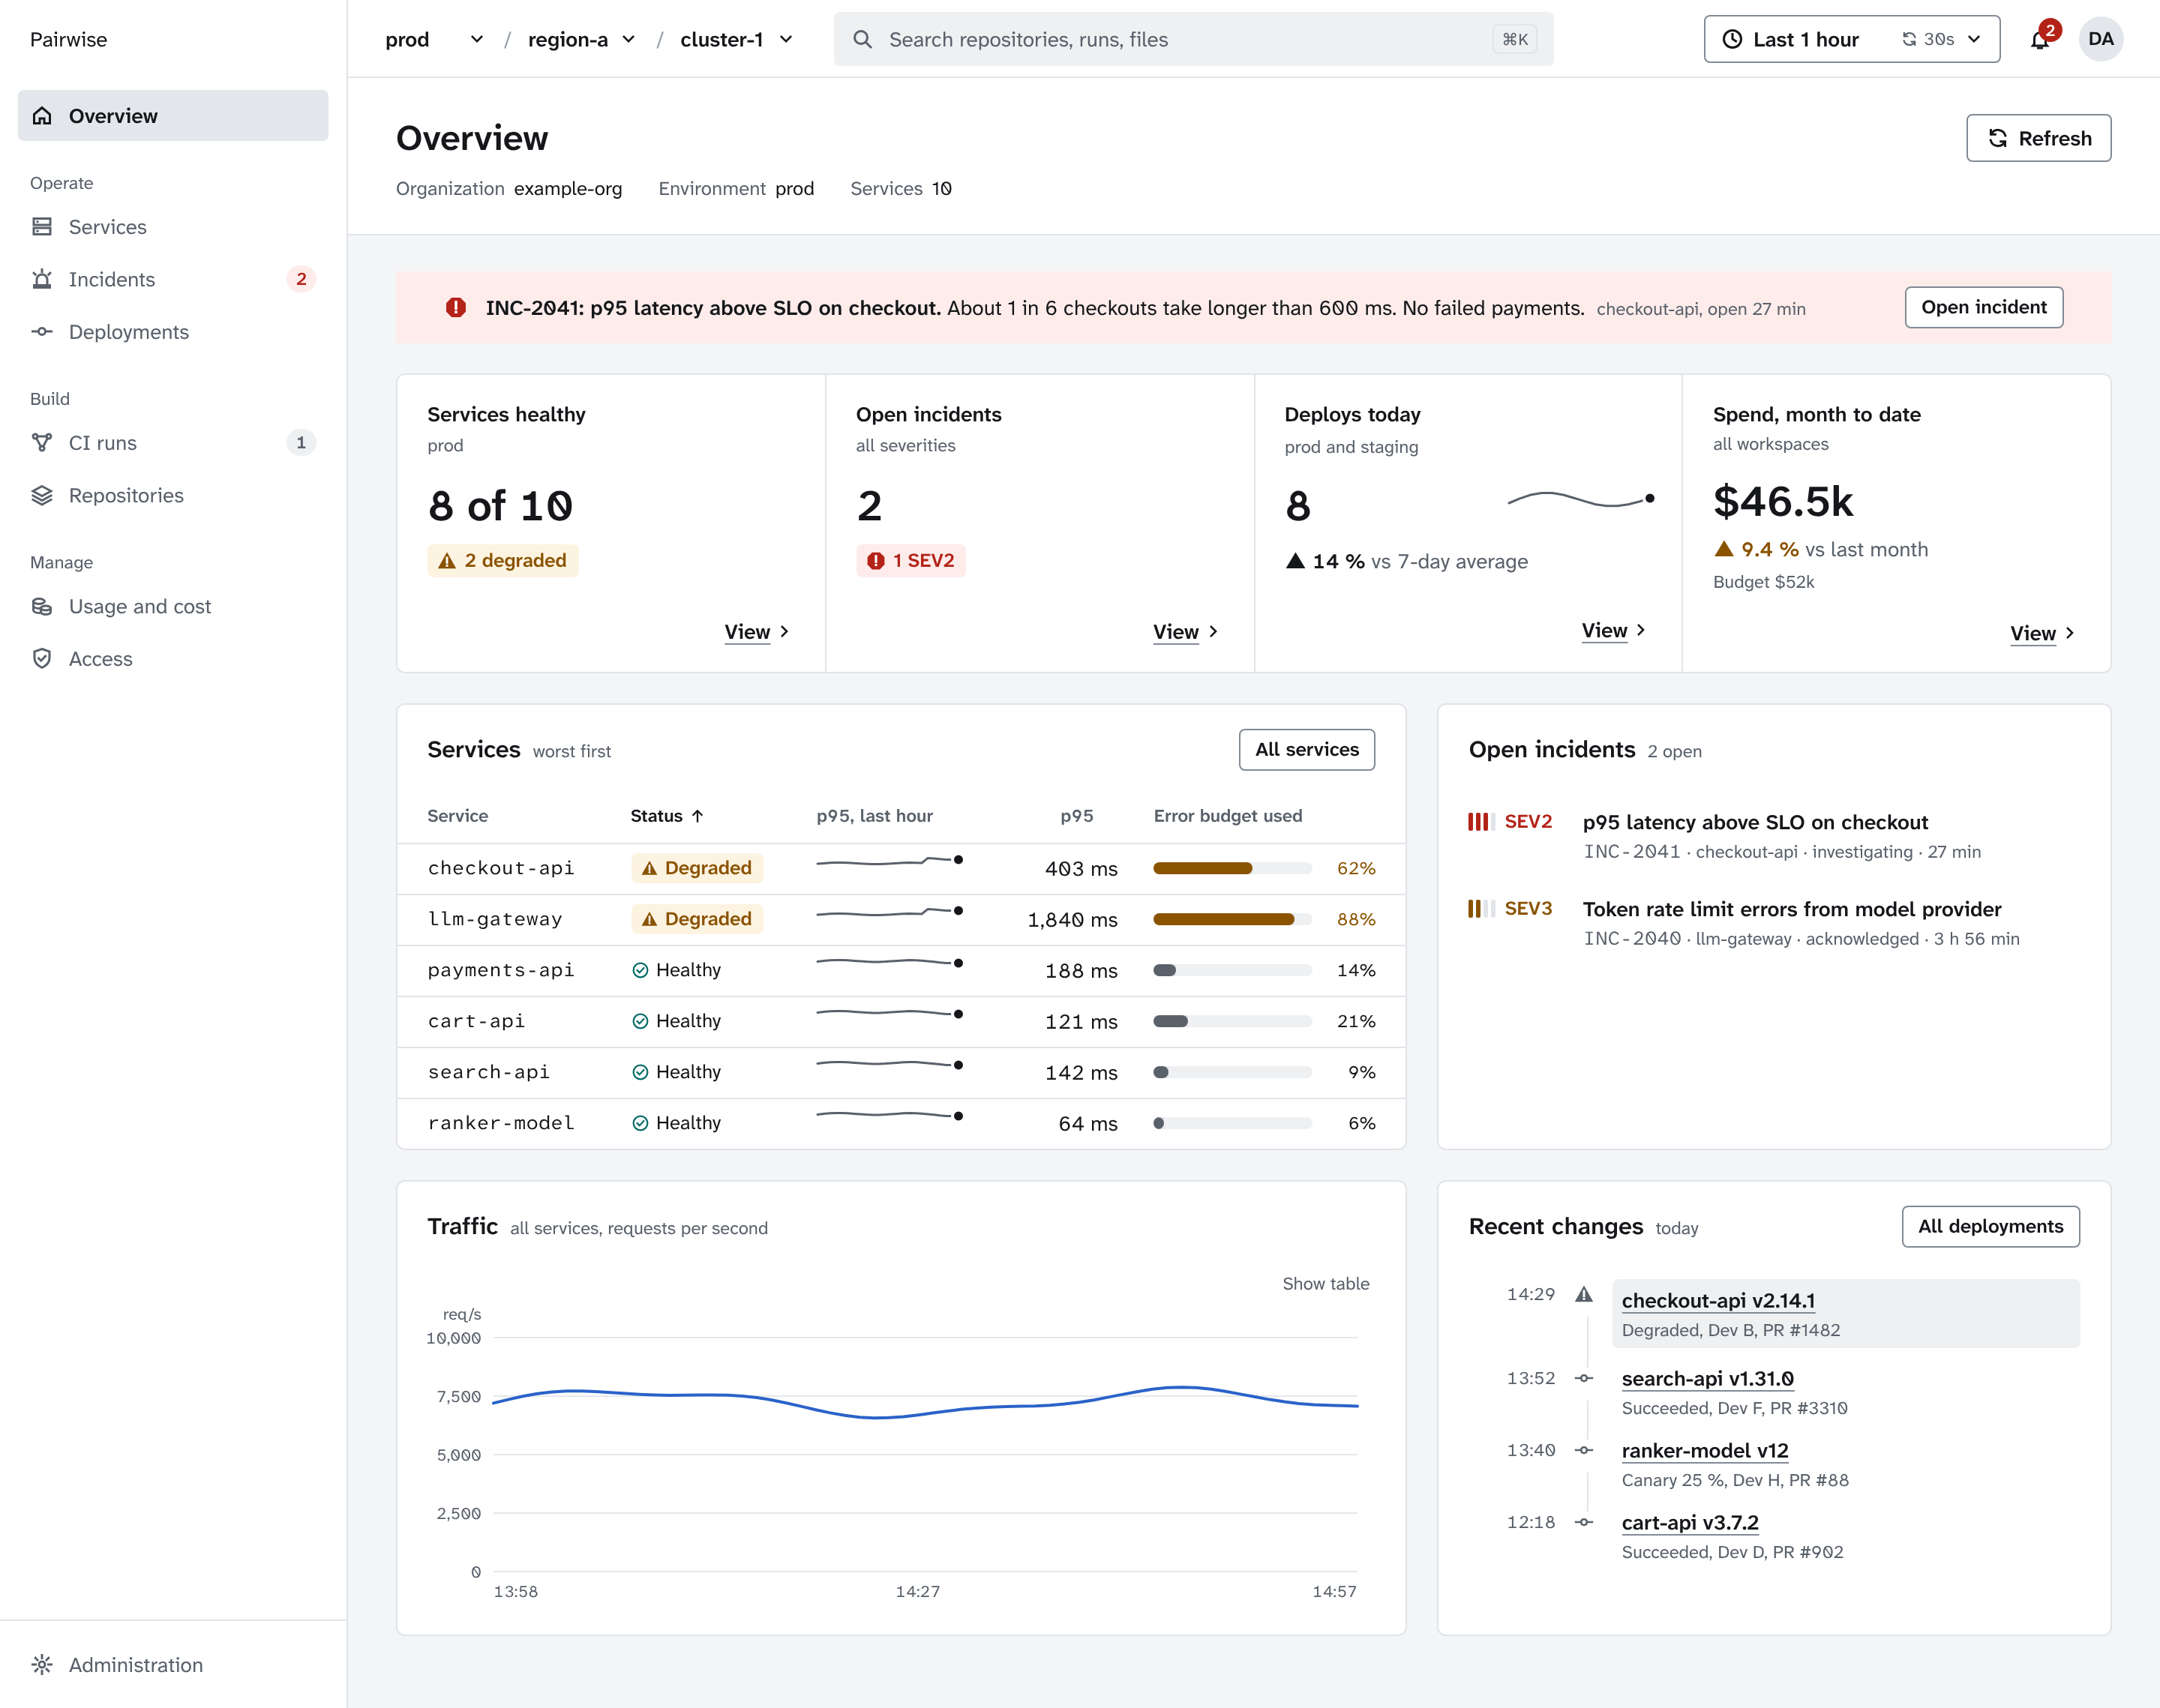 Pairwise
Overview
Operate
Services
Incidents 2
Deployments
Build
CI runs 1
Repositories
Manage
Usage and cost
Access
Administration
prod / region-a / cluster-1
Search repositories, runs, files ⌘K
Last 1 hour 30s
2
DA
Overview
Refresh
Organization example-org Environment prod Services 10
INC-2041: p95 latency above SLO on checkout. About 1 in 6 checkouts take longer than 600 ms. No failed payments. checkout-api, open 27 min
Open incident
Services healthy
prod
8 of 10
2 degraded
View
Open incidents
all severities
2
1 SEV2
View
Deploys today
prod and staging
8
14 % vs 7-day average
View
Spend, month to date
all workspaces
$46.5k
9.4 % vs last month
Budget $52k
View
Services worst first
All services
Service Status p95, last hour p95 Error budget used
checkout-api Degraded 403 ms 62%
llm-gateway Degraded 1,840 ms 88%
payments-api Healthy 188 ms 14%
cart-api Healthy 121 ms 21%
search-api Healthy 142 ms 9%
ranker-model Healthy 64 ms 6%
Open incidents 2 open
SEV2 p95 latency above SLO on checkout
INC-2041 · checkout-api · investigating · 27 min
SEV3 Token rate limit errors from model provider
INC-2040 · llm-gateway · acknowledged · 3 h 56 min
Traffic all services, requests per second
Show table
req/s
10,000
7,500
5,000
2,500
0
13:58 14:27 14:57
Recent changes today
All deployments
14:29 checkout-api v2.14.1
Degraded, Dev B, PR #1482
13:52 search-api v1.31.0
Succeeded, Dev F, PR #3310
13:40 ranker-model v12
Canary 25 %, Dev H, PR #88
12:18 cart-api v3.7.2
Succeeded, Dev D, PR #902